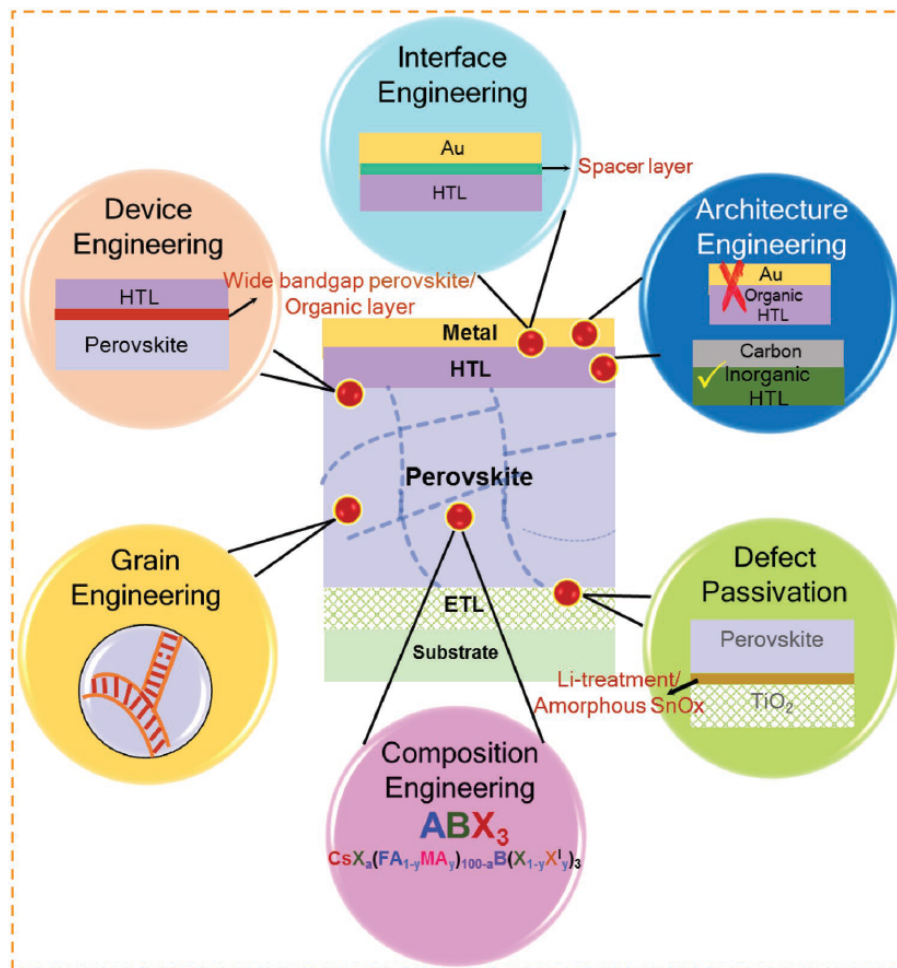 Interface
Engineering
Au
HTL
Spacer layer
Device
Engineering
HTL
Perovskite
Wide bandgap perovskite/
Organic layer
Architecture
Engineering
Au
Organic
HTL
Carbon
Inorganic
HTL
Metal
HTL
Perovskite
ETL
Substrate
Grain
Engineering
Defect
Passivation
Perovskite
TiO₂
Li-treatment/
Amorphous SnOx
Composition
Engineering
ABX₃
CsXₐ(FA₁₋ᵧMAᵧ)₁₀₀₋ₐB(X₁₋ᵧXᴵᵧ)₃